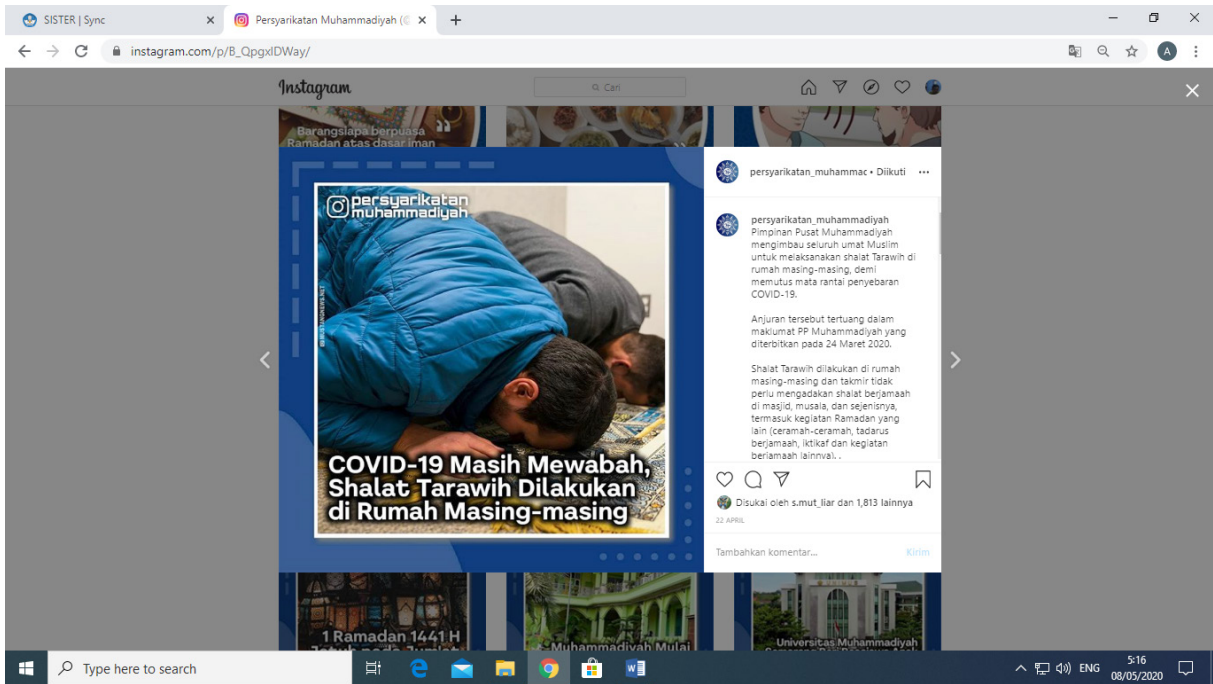 SISTER | Sync
Persyarikatan Muhammadiyah (
instagram.com/p/B_QpgxlDWay/
A
Instagram
Cari
Barangsiapa berpuasa
Ramadan atas dasar iman
persyarikatan
muhammadiyah
COVID-19 Masih Mewabah,
Shalat Tarawih Dilakukan
di Rumah Masing-masing
persyarikatan_muhammac • Diikuti
persyarikatan_muhammadiyah
Pimpinan Pusat Muhammadiyah
mengimbau seluruh umat Muslim
untuk melaksanakan shalat Tarawih di
rumah masing-masing, demi
memutus mata rantai penyebaran
COVID-19.
Anjuran tersebut tertuang dalam
maklumat PP Muhammadiyah yang
diterbitkan pada 24 Maret 2020.
Shalat Tarawih dilakukan di rumah
masing-masing dan takmir tidak
perlu mengadakan shalat berjamaah
di masjid, musala, dan sejenisnya,
termasuk kegiatan Ramadan yang
lain (ceramah-ceramah, tadarus
berjamaah, iktikaf dan kegiatan
berjamaah lainnya). .
Disukai oleh s.mut_liar dan 1,813 lainnya
22 APRIL
Tambahkan komentar... Kirim
1 Ramadan 1441 H
Muhammadiyah Mulai
Universitas Muhammadiyah
Type here to search
ENG
5:16
08/05/2020